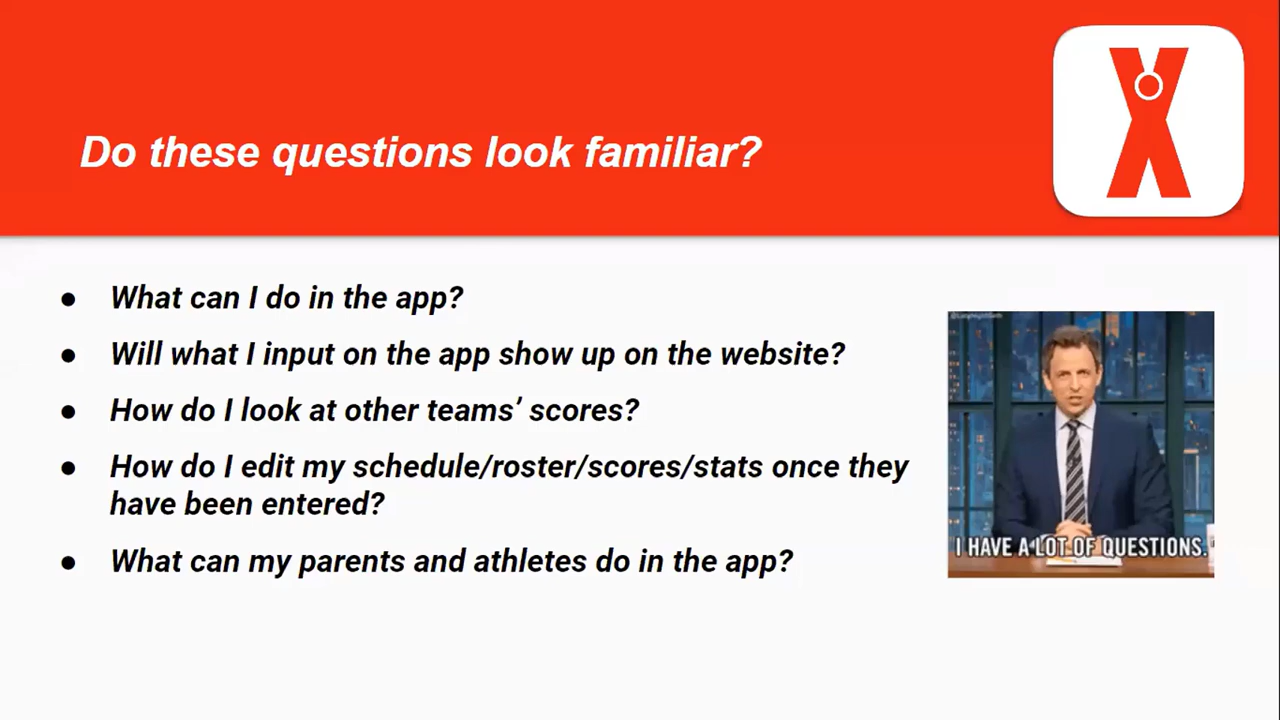 Do these questions look familiar?
● What can I do in the app?
● Will what I input on the app show up on the website?
● How do I look at other teams’ scores?
● How do I edit my schedule/roster/scores/stats once they
have been entered?
● What can my parents and athletes do in the app?
I HAVE A LOT OF QUESTIONS.